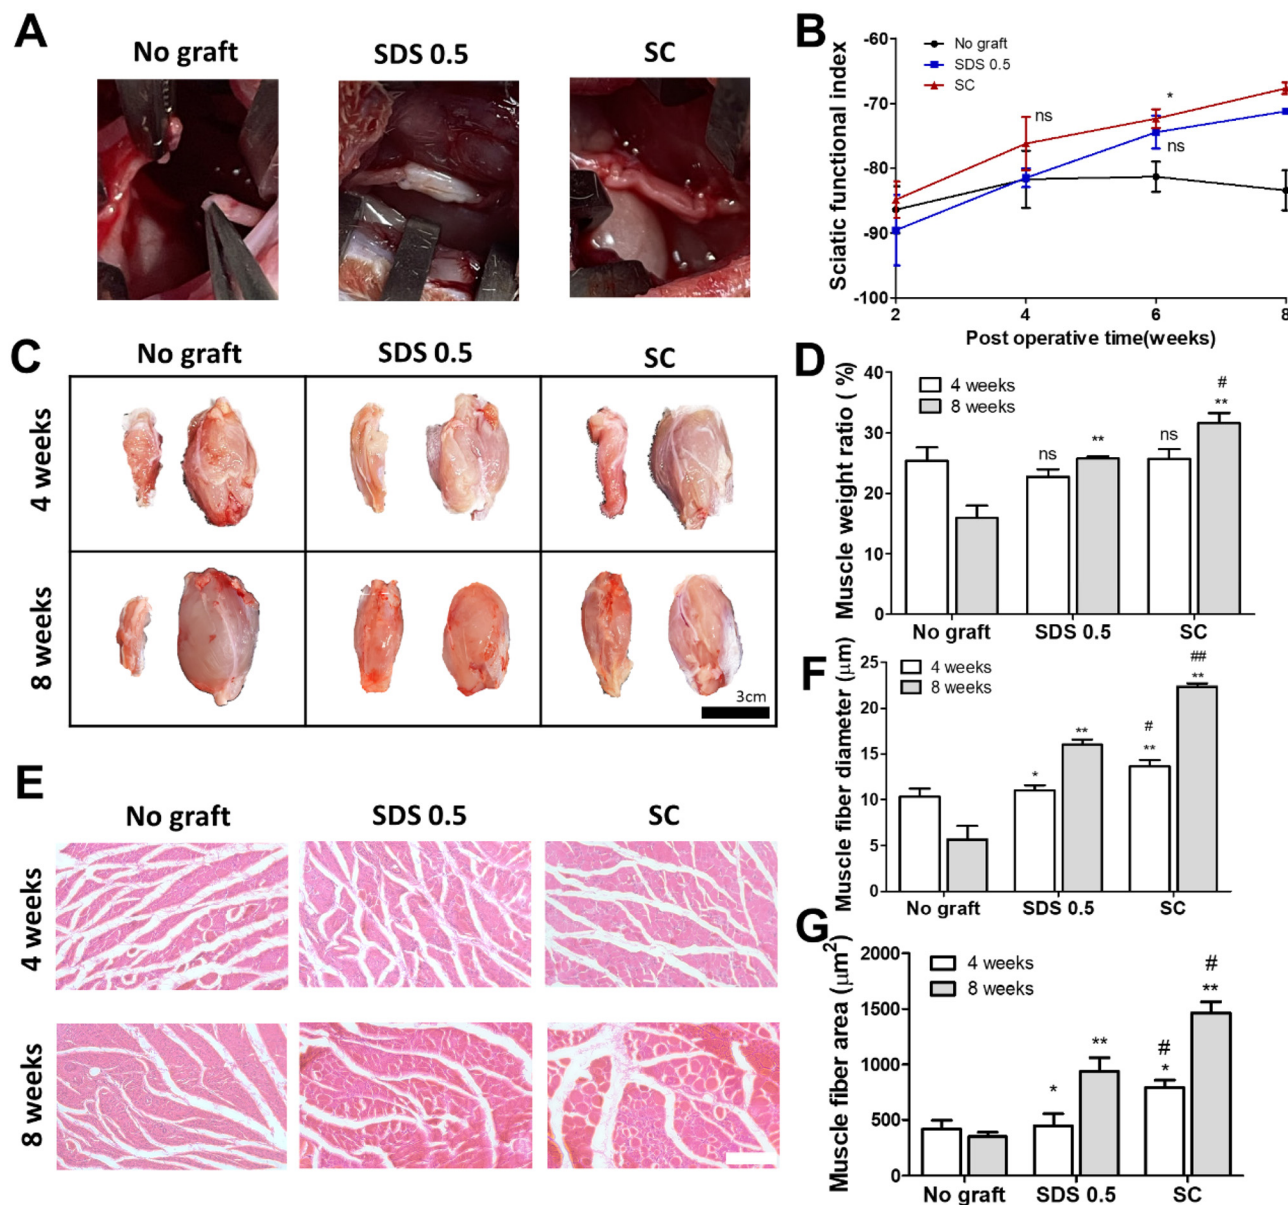 A
No graft
SDS 0.5
SC
B
No graft
SDS 0.5
SC
Sciatic functional index
-60
-70
-80
-90
-100
ns
*
ns
2
4
6
8
Post operative time(weeks)
C
No graft
SDS 0.5
SC
4 weeks
8 weeks
3cm
D
Muscle weight ratio ( %)
4 weeks
8 weeks
40
30
20
10
0
ns
**
ns
#
**
No graft
SDS 0.5
SC
E
No graft
SDS 0.5
SC
4 weeks
8 weeks
F
Muscle fiber diameter (μm)
4 weeks
8 weeks
25
20
15
10
5
0
*
**
#
**
##
**
No graft
SDS 0.5
SC
G
Muscle fiber area (μm²)
4 weeks
8 weeks
2000
1500
1000
500
0
*
**
#
*
#
**
No graft
SDS 0.5
SC